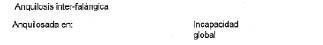 Anquilosis inter-falángica
Anquilosada en: Incapacidad
global